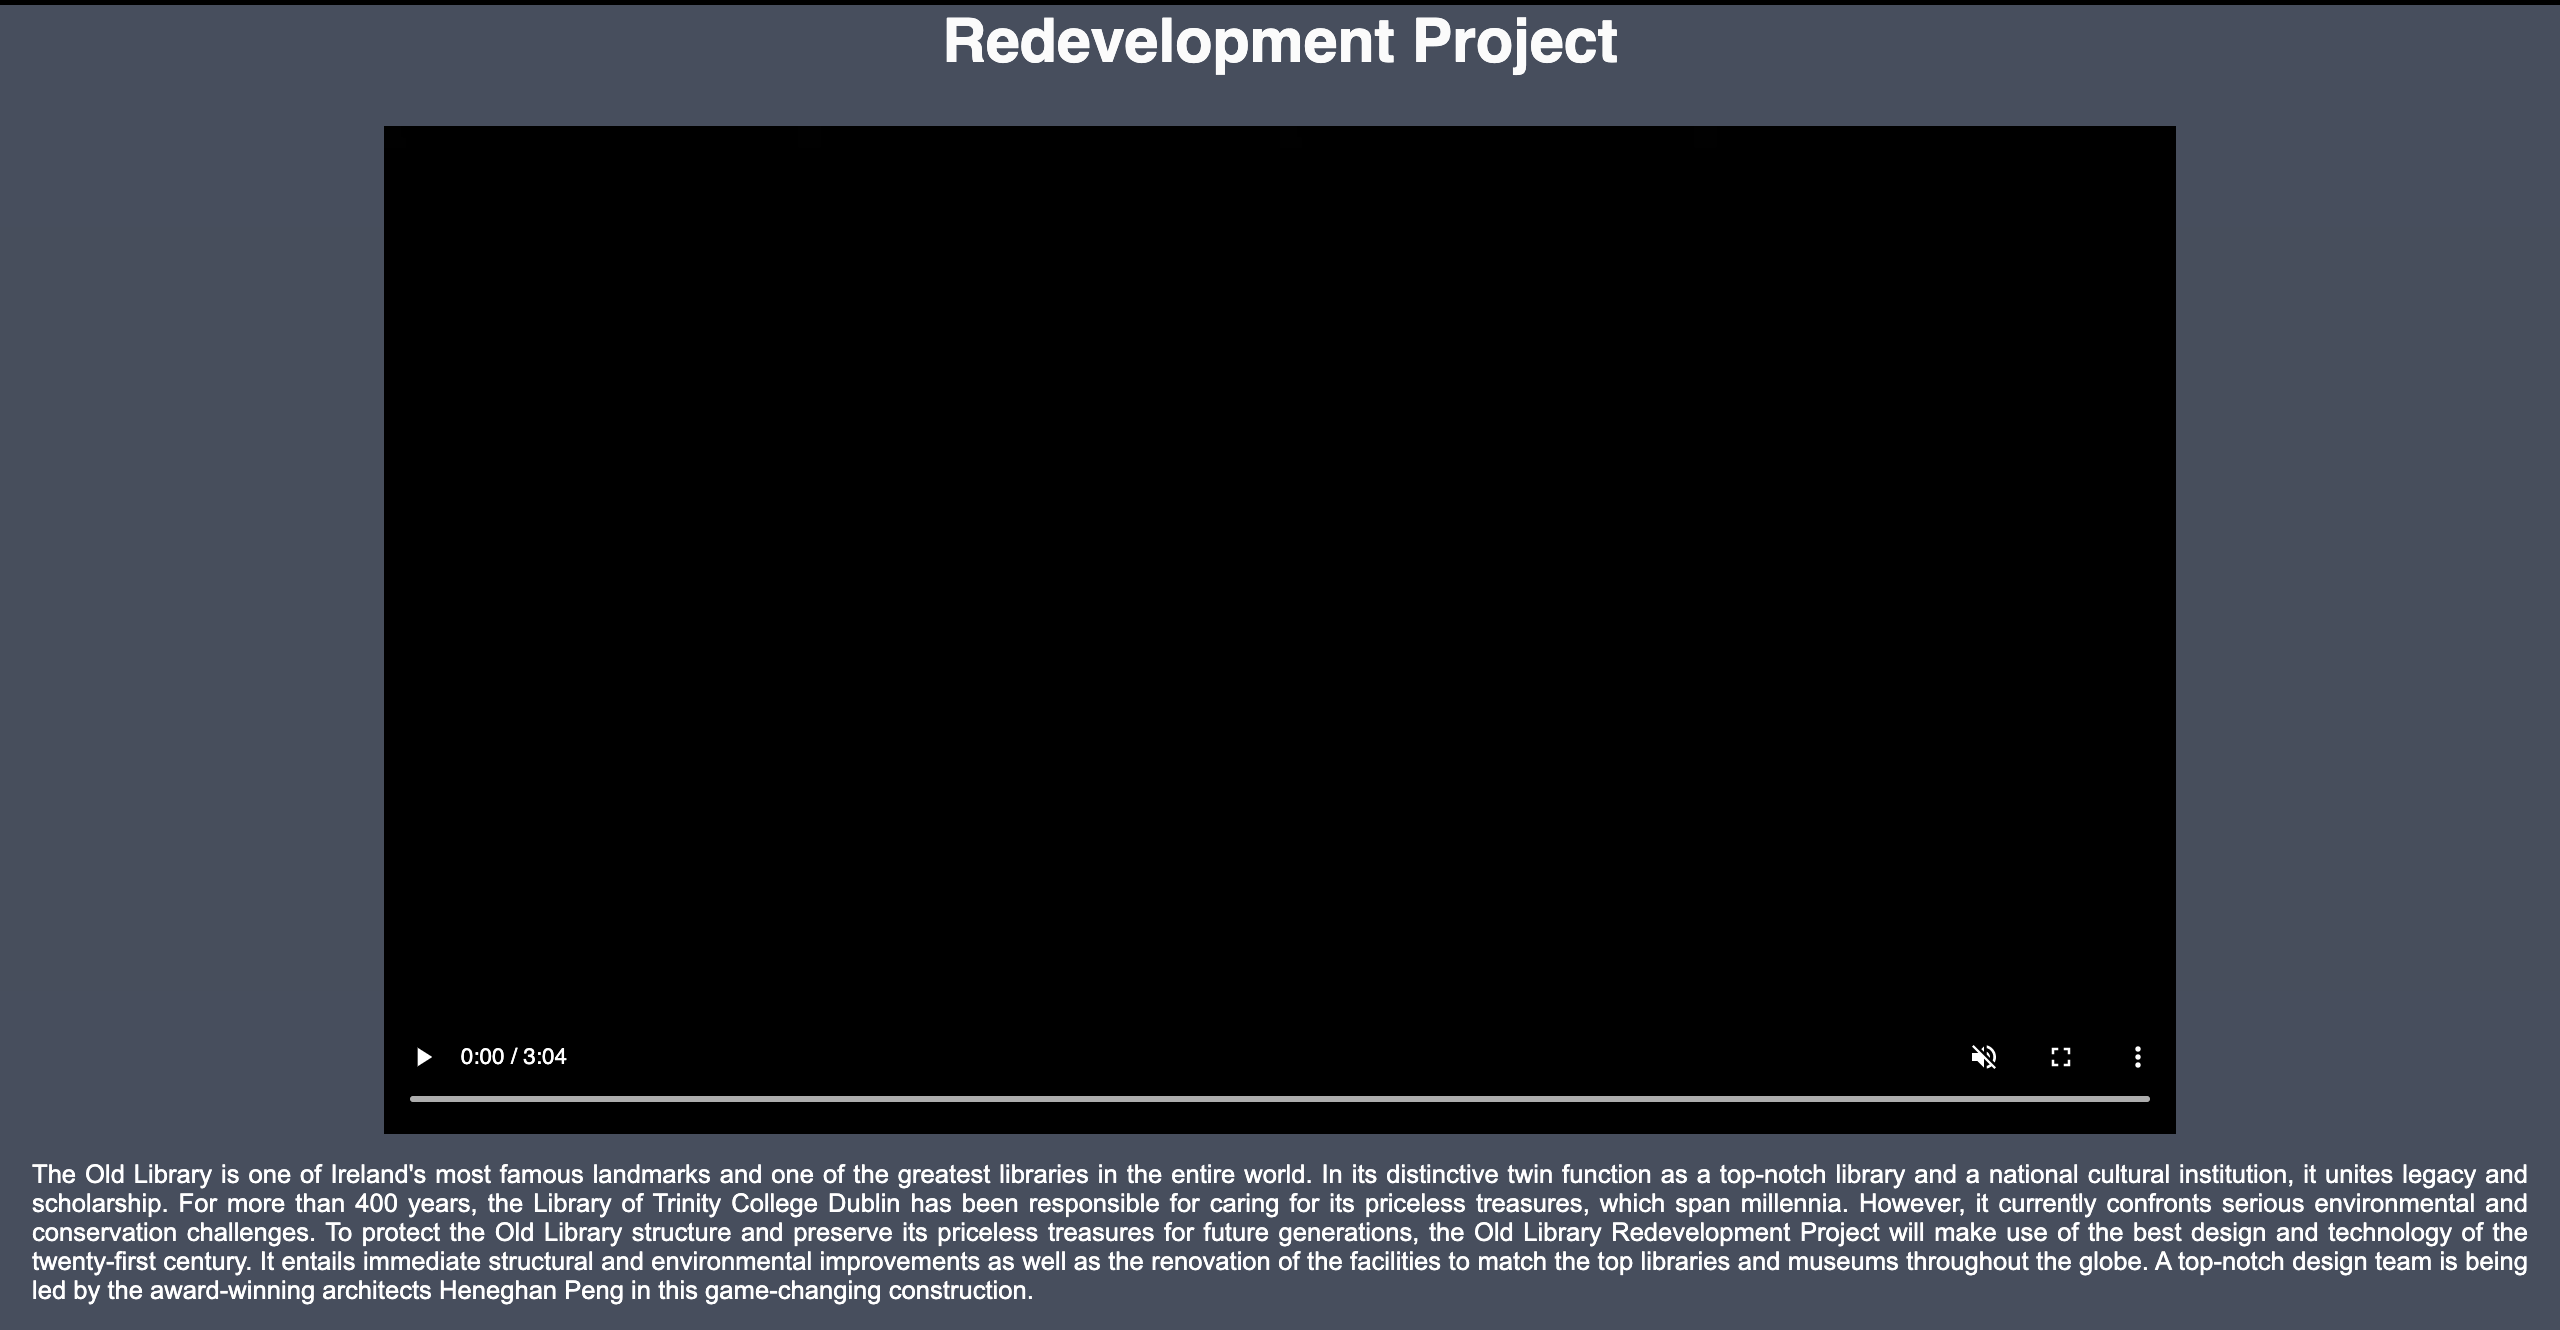 Redevelopment Project
0:00 / 3:04
The Old Library is one of Ireland's most famous landmarks and one of the greatest libraries in the entire world. In its distinctive twin function as a top-notch library and a national cultural institution, it unites legacy and
scholarship. For more than 400 years, the Library of Trinity College Dublin has been responsible for caring for its priceless treasures, which span millennia. However, it currently confronts serious environmental and
conservation challenges. To protect the Old Library structure and preserve its priceless treasures for future generations, the Old Library Redevelopment Project will make use of the best design and technology of the
twenty-first century. It entails immediate structural and environmental improvements as well as the renovation of the facilities to match the top libraries and museums throughout the globe. A top-notch design team is being
led by the award-winning architects Heneghan Peng in this game-changing construction.